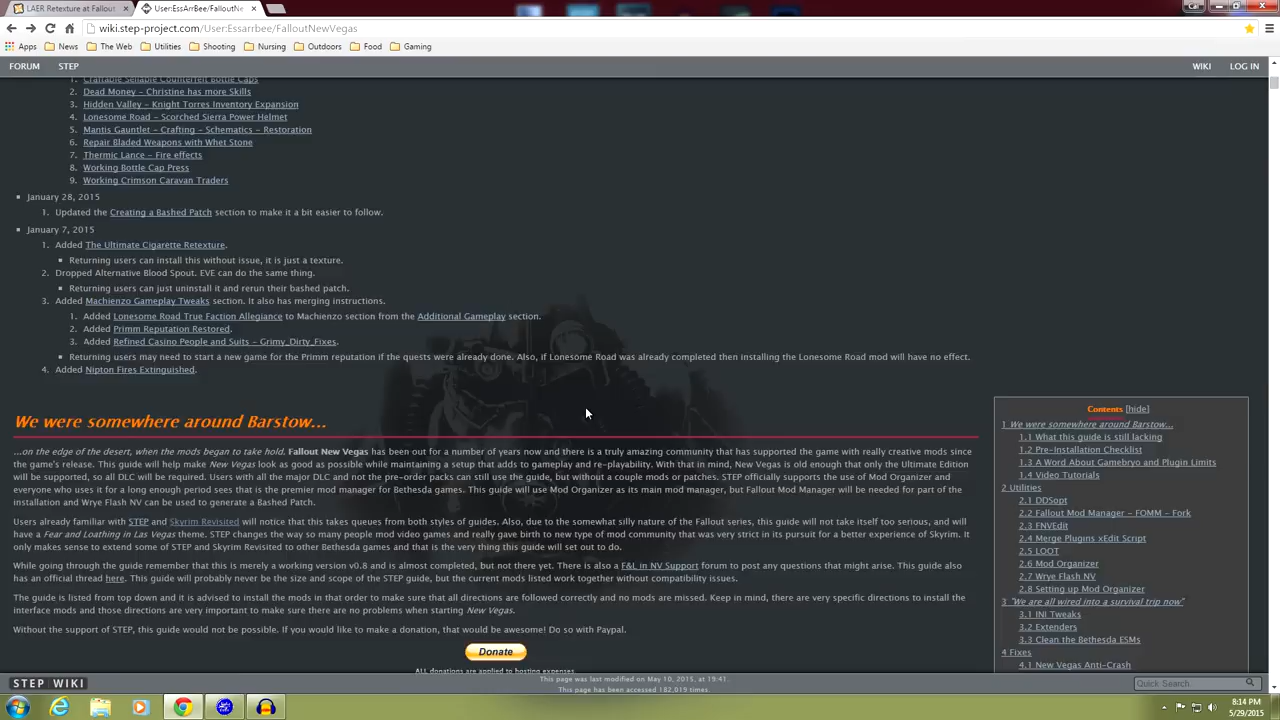 LAER Retexture at Fallout
User:EssArrBee/FalloutNe
wiki.step-project.com/User:Essarrbee/FalloutNewVegas
Apps News The Web Utilities Shooting Nursing Outdoors Food Gaming
FORUM STEP WIKI LOG IN
1. Craftable Sellable Counterfeit Bottle Caps
2. Dead Money - Christine has more Skills
3. Hidden Valley - Knight Torres Inventory Expansion
4. Lonesome Road - Scorched Sierra Power Helmet
5. Mantis Gauntlet - Crafting - Schematics - Restoration
6. Repair Bladed Weapons with Whet Stone
7. Thermic Lance - Fire effects
8. Working Bottle Cap Press
9. Working Crimson Caravan Traders
January 28, 2015
1. Updated the Creating a Bashed Patch section to make it a bit easier to follow.
January 7, 2015
1. Added The Ultimate Cigarette Retexture.
Returning users can install this without issue, it is just a texture.
2. Dropped Alternative Blood Spout. EVE can do the same thing.
Returning users can just uninstall it and rerun their bashed patch.
3. Added Machienzo Gameplay Tweaks section. It also has merging instructions.
1. Added Lonesome Road True Faction Allegiance to Machienzo section from the Additional Gameplay section.
2. Added Primm Reputation Restored.
3. Added Refined Casino People and Suits - Grimy_Dirty_Fixes.
Returning users may need to start a new game for the Primm reputation if the quests were already done. Also, if Lonesome Road was already completed then installing the Lonesome Road mod will have no effect.
4. Added Nipton Fires Extinguished.
We were somewhere around Barstow...
...on the edge of the desert, when the mods began to take hold. Fallout New Vegas has been out for a number of years now and there is a truly amazing community that has supported the game with really creative mods since
the game's release. This guide will help make New Vegas look as good as possible while maintaining a setup that adds to gameplay and re-playability. With that in mind, New Vegas is old enough that only the Ultimate Edition
will be supported, so all DLC will be required. Users with all the major DLC and not the pre-order packs can still use the guide, but without a couple mods or patches. STEP officially supports the use of Mod Organizer and
everyone who uses it for a long enough period sees that is the premier mod manager for Bethesda games. This guide will use Mod Organizer as its main mod manager, but Fallout Mod Manager will be needed for part of the
installation and Wrye Flash NV can be used to generate a Bashed Patch.
Users already familiar with STEP and Skyrim Revisited will notice that this takes queues from both styles of guides. Also, due to the somewhat silly nature of the Fallout series, this guide will not take itself too serious, and will
have a Fear and Loathing in Las Vegas theme. STEP changes the way so many people mod video games and really gave birth to new type of mod community that was very strict in its pursuit for a better experience of Skyrim. It
only makes sense to extend some of STEP and Skyrim Revisited to other Bethesda games and that is the very thing this guide will set out to do.
While going through the guide remember that this is merely a working version v0.8 and is almost completed, but not there yet. There is also a F&L in NV Support forum to post any questions that might arise. This guide also
has an official thread here. This guide will probably never be the size and scope of the STEP guide, but the current mods listed work together without compatibility issues.
The guide is listed from top down and it is advised to install the mods in that order to make sure that all directions are followed correctly and no mods are missed. Keep in mind, there are very specific directions to install the
interface mods and those directions are very important to make sure there are no problems when starting New Vegas.
Without the support of STEP, this guide would not be possible. If you would like to make a donation, that would be awesome! Do so with Paypal.
Donate
ALL donations are applied to hosting expenses.
Contents [hide]
1 We were somewhere around Barstow...
1.1 What this guide is still lacking
1.2 Pre-Installation Checklist
1.3 A Word About Gamebryo and Plugin Limits
1.4 Video Tutorials
2 Utilities
2.1 DDSopt
2.2 Fallout Mod Manager - FOMM - Fork
2.3 FNVEdit
2.4 Merge Plugins xEdit Script
2.5 LOOT
2.6 Mod Organizer
2.7 Wrye Flash NV
2.8 Setting up Mod Organizer
3 "We are all wired into a survival trip now"
3.1 INI Tweaks
3.2 Extenders
3.3 Clean the Bethesda ESMs
4 Fixes
4.1 New Vegas Anti-Crash
STEP WIKI
This page was last modified on May 10, 2015, at 19:41.
This page has been accessed 182,019 times.
Quick Search
8:14 PM
5/29/2015